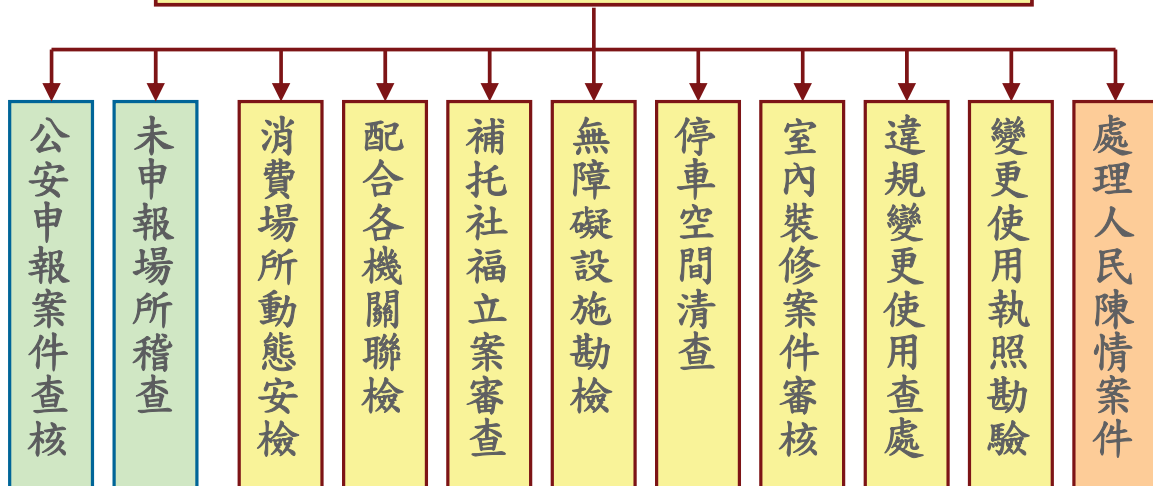 公安申報案件查核
未申報場所稽查
消費場所動態安檢
配合各機關聯檢
補托社福立案審查
無障礙設施勘檢
停車空間清查
室內裝修案件審核
違規變更使用查處
變更使用執照勘驗
處理人民陳情案件